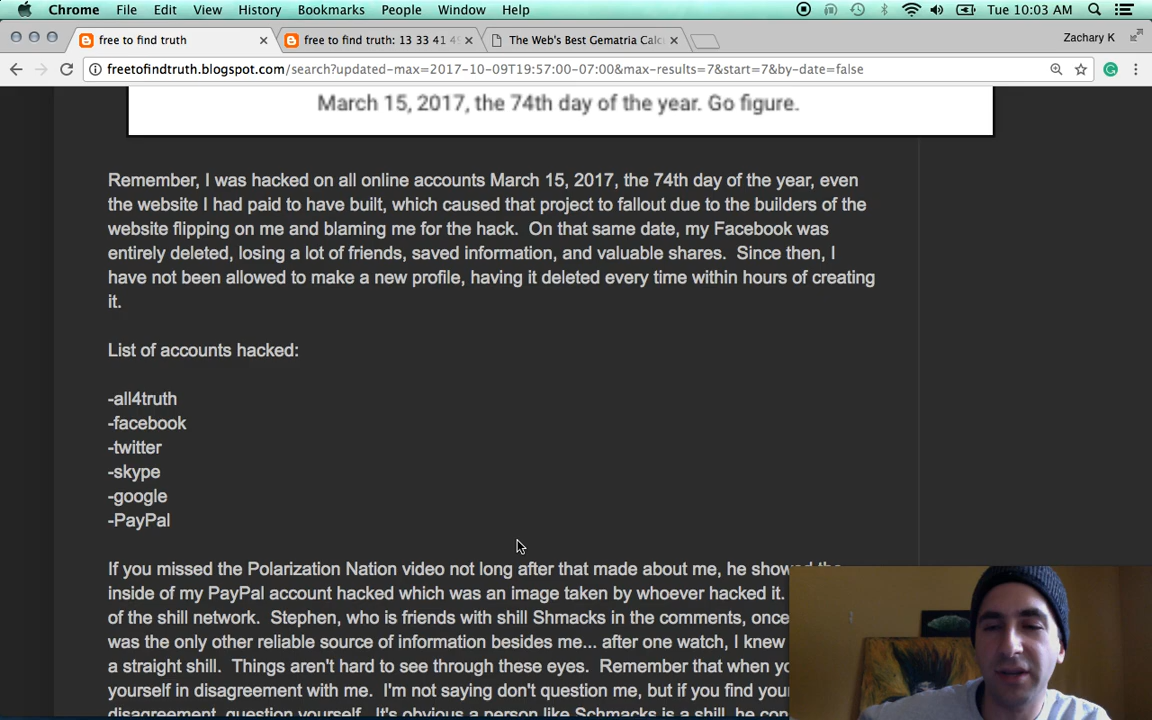 Chrome File Edit View History Bookmarks People Window Help Tue 10:03 AM
free to find truth × free to find truth: 13 33 41 4 × The Web's Best Gematria Calc × Zachary K
freetofindtruth.blogspot.com/search?updated-max=2017-10-09T19:57:00-07:00&max-results=7&start=7&by-date=false
March 15, 2017, the 74th day of the year. Go figure.
Remember, I was hacked on all online accounts March 15, 2017, the 74th day of the year, even
the website I had paid to have built, which caused that project to fallout due to the builders of the
website flipping on me and blaming me for the hack. On that same date, my Facebook was
entirely deleted, losing a lot of friends, saved information, and valuable shares. Since then, I
have not been allowed to make a new profile, having it deleted every time within hours of creating
it.
List of accounts hacked:
-all4truth
-facebook
-twitter
-skype
-google
-PayPal
If you missed the Polarization Nation video not long after that made about me, he showed the
inside of my PayPal account hacked which was an image taken by whoever hacked it.
of the shill network. Stephen, who is friends with shill Shmacks in the comments, once
was the only other reliable source of information besides me... after one watch, I knew
a straight shill. Things aren't hard to see through these eyes. Remember that when
yourself in disagreement with me. I'm not saying don't question me, but if you find
disagreement, question yourself. It's obvious a person like Schmacks is a shill, he